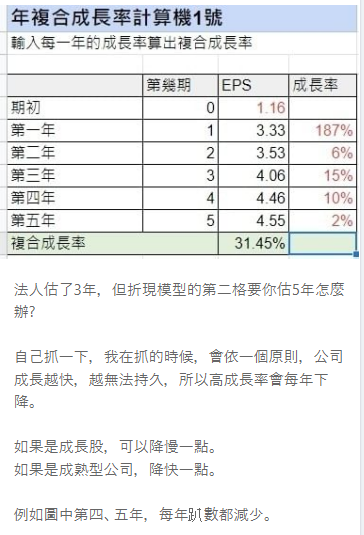 年複合成長率計算機1號
輸入每一年的成長率算出複合成長率
第幾期 EPS 成長率
期初 0 1.16
第一年 1 3.33 187%
第二年 2 3.53 6%
第三年 3 4.06 15%
第四年 4 4.46 10%
第五年 5 4.55 2%
複合成長率 31.45%
法人估了3年，但折現模型的第二格要你估5年怎麼
辦?
自己抓一下，我在抓的時候，會依一個原則，公司
成長越快，越無法持久，所以高成長率會每年下
降。
如果是成長股，可以降慢一點。
如果是成熟型公司，降快一點。
例如圖中第四、五年，每年趴數都減少。